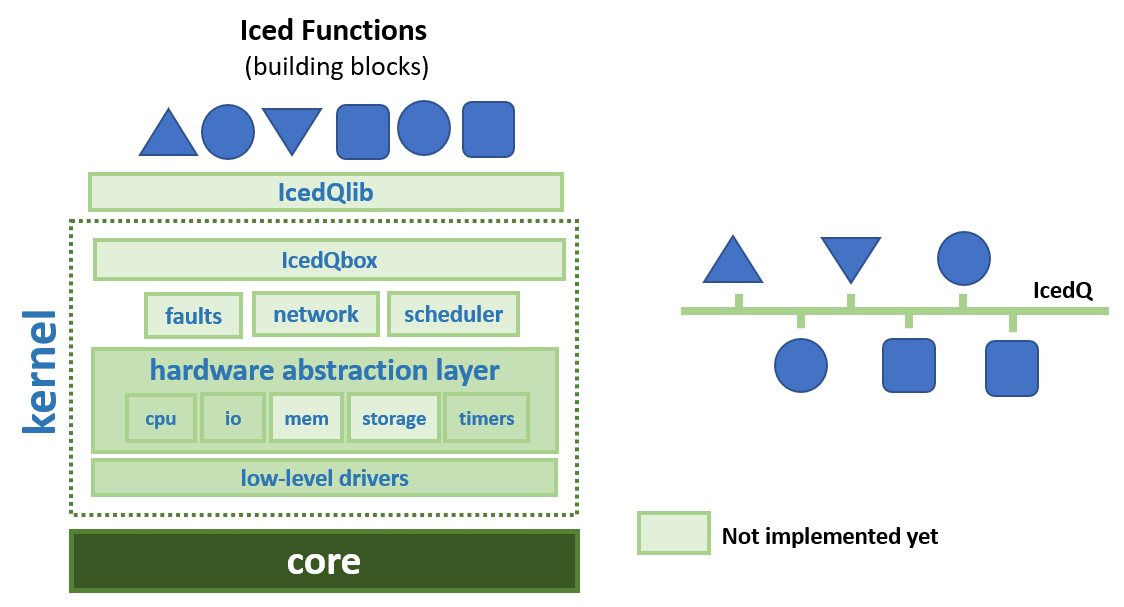 Iced Functions
(building blocks)
IcedQlib
IcedQbox
faults
network
scheduler
hardware abstraction layer
cpu
io
mem
storage
timers
low-level drivers
kernel
core
IcedQ
Not implemented yet